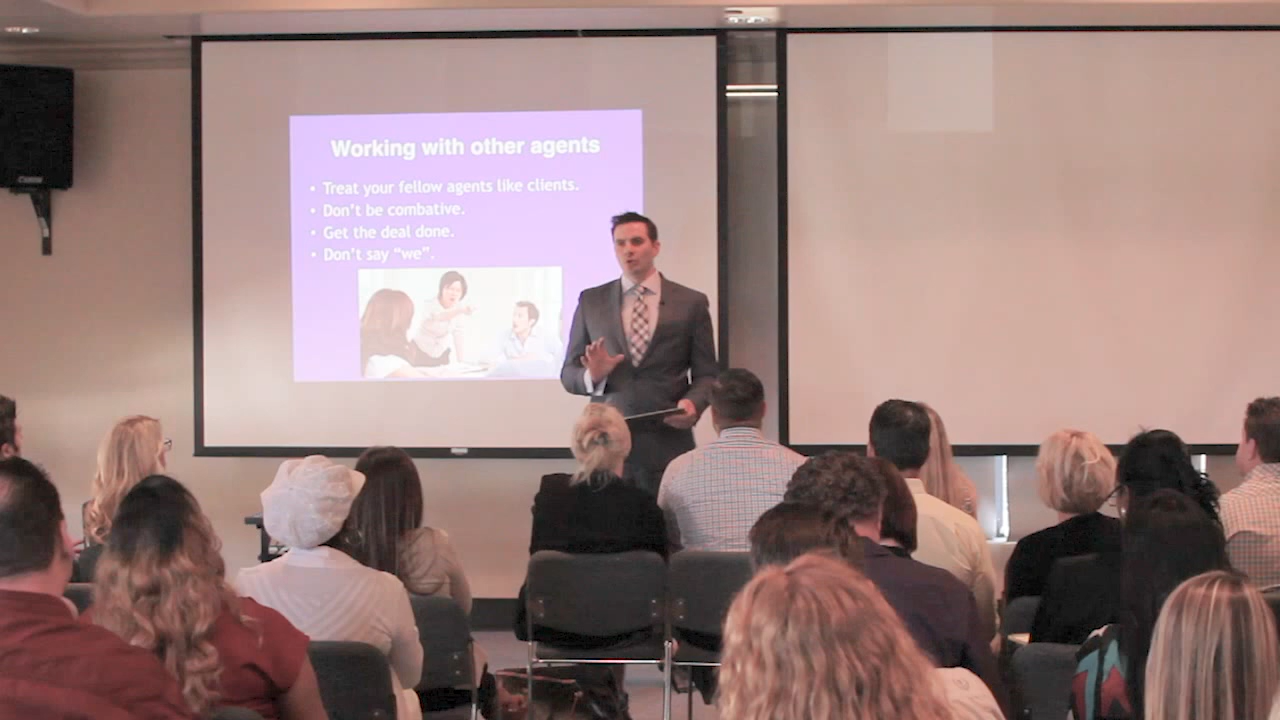 Working with other agents
• Treat your fellow agents like clients.
• Don't be combative.
• Get the deal done.
• Don't say “we”.